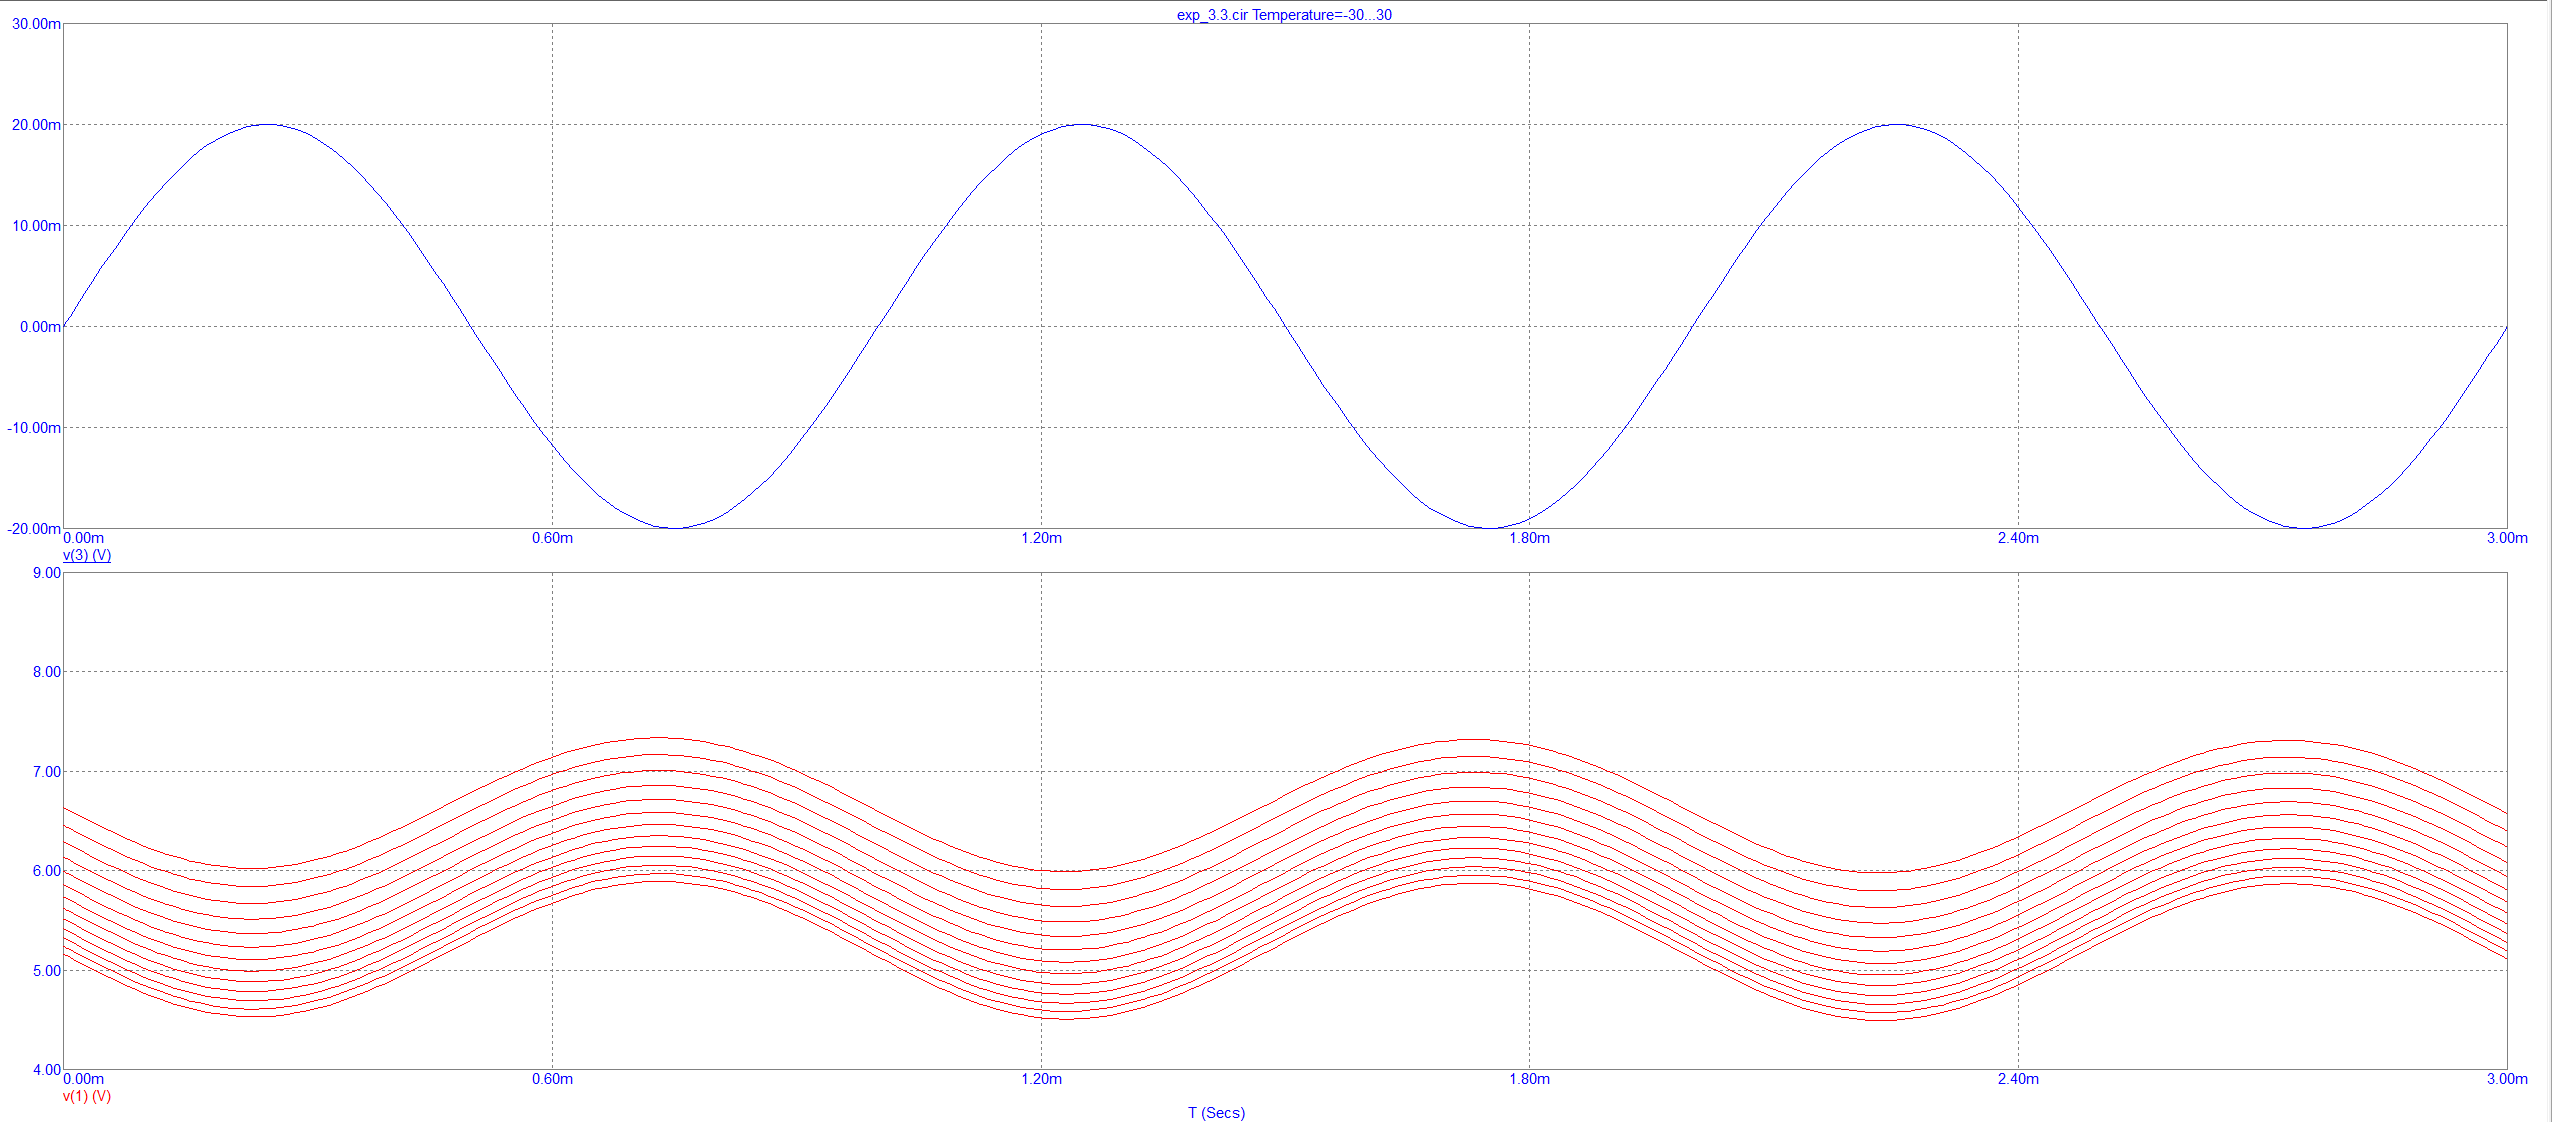 exp_3.3.cir Temperature=-30...30
30.00m
20.00m
10.00m
0.00m
-10.00m
-20.00m
0.00m 0.60m 1.20m 1.80m 2.40m 3.00m
v(3) (V)
9.00
8.00
7.00
6.00
5.00
4.00
0.00m 0.60m 1.20m 1.80m 2.40m 3.00m
v(1) (V)
T (Secs)